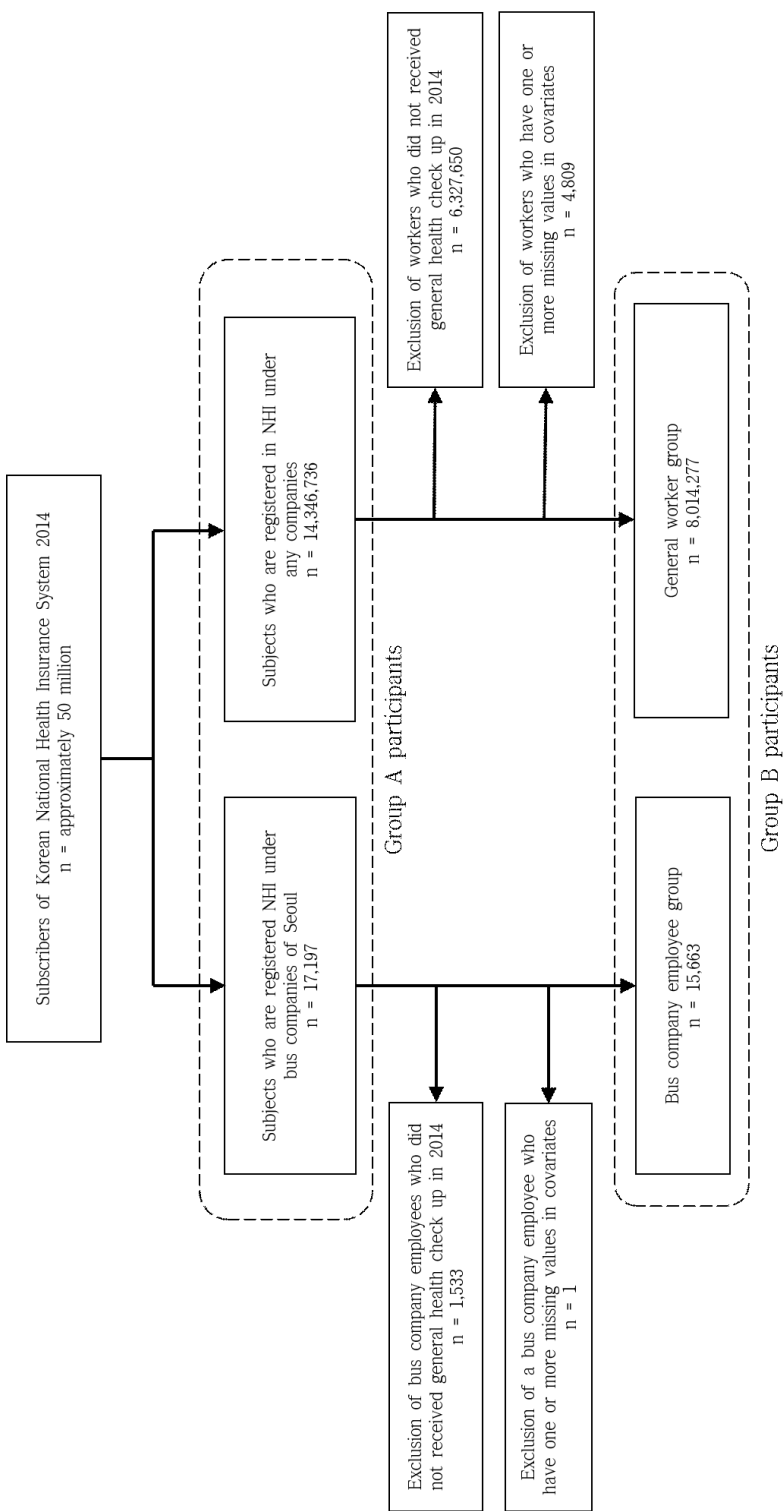 Subscribers of Korean National Health Insurance System 2014
n = approximately 50 million
Subjects who are registered NHI under
bus companies of Seoul
n = 17,197
Subjects who are registered in NHI under
any companies
n = 14,346,736
Group A participants
Exclusion of bus company employees who did
not received general health check up in 2014
n = 1,533
Exclusion of workers who did not received
general health check up in 2014
n = 6,327,650
Exclusion of a bus company employee who
have one or more missing values in covariates
n = 1
Exclusion of workers who have one or
more missing values in covariates
n = 4,809
Bus company employee group
n = 15,663
General worker group
n = 8,014,277
Group B participants